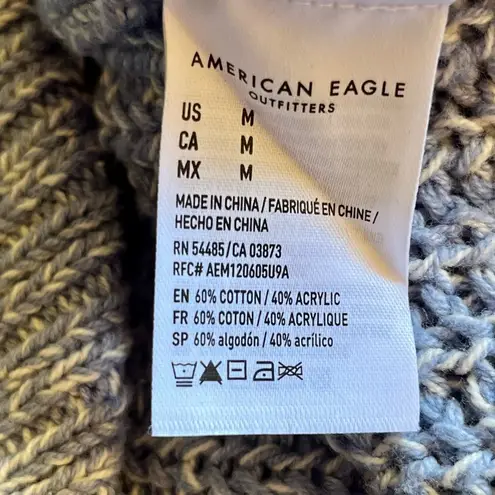 AMERICAN EAGLE
OUTFITTERS
US M
CA M
MX M
MADE IN CHINA / FABRIQUÉ EN CHINE /
HECHO EN CHINA
RN 54485 / CA 03873
RFC# AEM120605U9A
EN 60% COTTON / 40% ACRYLIC
FR 60% COTON / 40% ACRYLIQUE
SP 60% algodón / 40% acrílico